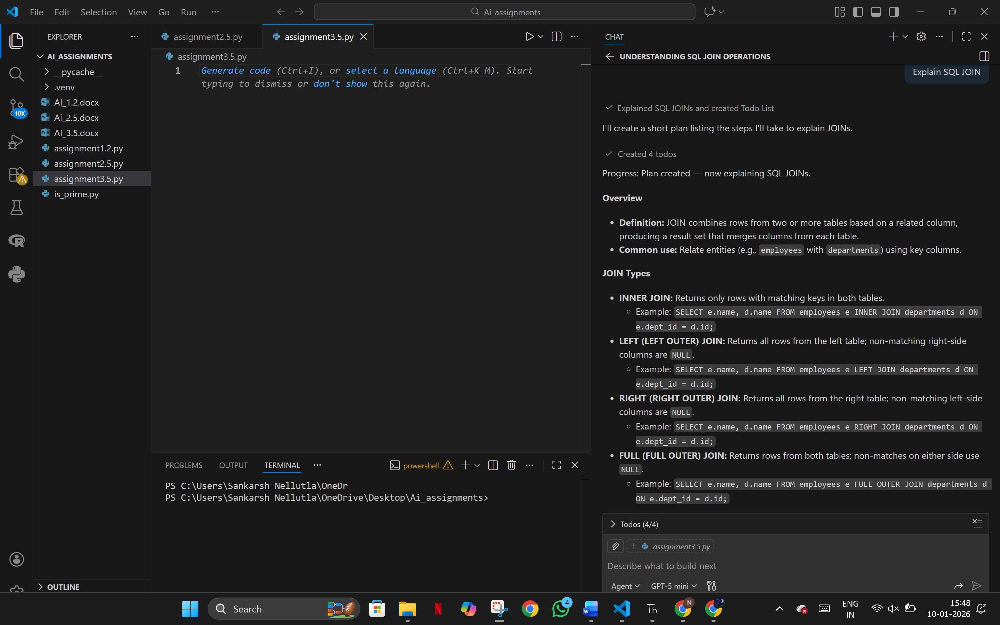 File Edit Selection View Go Run ···
Ai_assignments
EXPLORER
AI_ASSIGNMENTS
__pycache__
.venv
AI_1.2.docx
Ai_2.5.docx
AI_3.5.docx
assignment1.2.py
assignment2.5.py
assignment3.5.py
is_prime.py
OUTLINE
10K
assignment2.5.py
assignment3.5.py
assignment3.5.py
1 Generate code (Ctrl+I), or select a language (Ctrl+K M). Start
typing to dismiss or don't show this again.
PROBLEMS OUTPUT TERMINAL ···
powershell
PS C:\Users\Sankarsh Nellutla\OneDr
PS C:\Users\Sankarsh Nellutla\OneDrive\Desktop\Ai_assignments>
CHAT
UNDERSTANDING SQL JOIN OPERATIONS
Explain SQL JOIN
Explained SQL JOINs and created Todo List
I'll create a short plan listing the steps I'll take to explain JOINs.
Created 4 todos
Progress: Plan created — now explaining SQL JOINs.
Overview
• Definition: JOIN combines rows from two or more tables based on a related column,
producing a result set that merges columns from each table.
• Common use: Relate entities (e.g., employees with departments) using key columns.
JOIN Types
• INNER JOIN: Returns only rows with matching keys in both tables.
○ Example: SELECT e.name, d.name FROM employees e INNER JOIN departments d ON
e.dept_id = d.id;
• LEFT (LEFT OUTER) JOIN: Returns all rows from the left table; non-matching right-side
columns are NULL.
○ Example: SELECT e.name, d.name FROM employees e LEFT JOIN departments d ON
e.dept_id = d.id;
• RIGHT (RIGHT OUTER) JOIN: Returns all rows from the right table; non-matching left-side
columns are NULL.
○ Example: SELECT e.name, d.name FROM employees e RIGHT JOIN departments d ON
e.dept_id = d.id;
• FULL (FULL OUTER) JOIN: Returns rows from both tables; non-matches on either side use
NULL.
○ Example: SELECT e.name, d.name FROM employees e FULL OUTER JOIN departments d
ON e.dept_id = d.id;
Todos (4/4)
assignment3.5.py
Describe what to build next
Agent GPT-5 mini
Search
N
4
W
Th
N
ENG
IN
15:48
10-01-2026